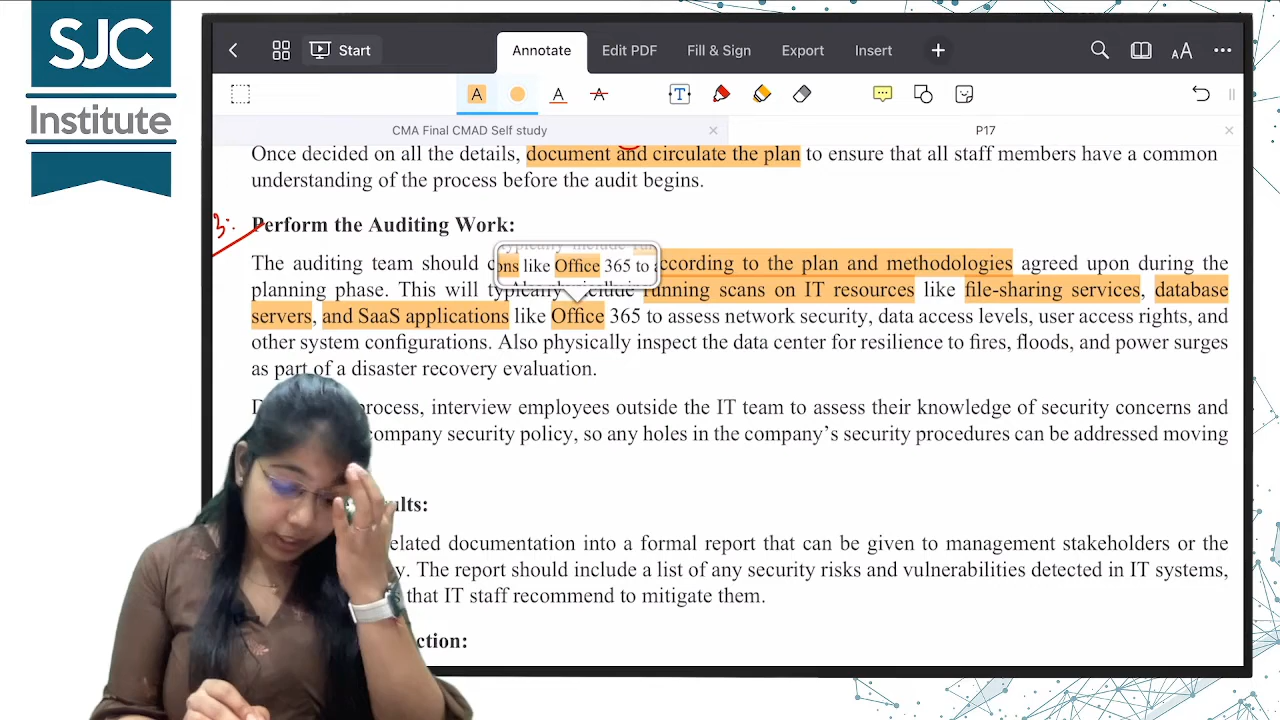 SJC
Institute
Start
Annotate
Edit PDF
Fill & Sign
Export
Insert
CMA Final CMAD Self study
P17
Once decided on all the details, document and circulate the plan to ensure that all staff members have a common
understanding of the process before the audit begins.
3:
Perform the Auditing Work:
The auditing team should according to the plan and methodologies agreed upon during the
ons like Office 365 to
planning phase. This will typically include running scans on IT resources like file-sharing services, database
servers, and SaaS applications like Office 365 to assess network security, data access levels, user access rights, and
other system configurations. Also physically inspect the data center for resilience to fires, floods, and power surges
as part of a disaster recovery evaluation.
process, interview employees outside the IT team to assess their knowledge of security concerns and
company security policy, so any holes in the company's security procedures can be addressed moving
ults:
elated documentation into a formal report that can be given to management stakeholders or the
y. The report should include a list of any security risks and vulnerabilities detected in IT systems,
that IT staff recommend to mitigate them.
ction: